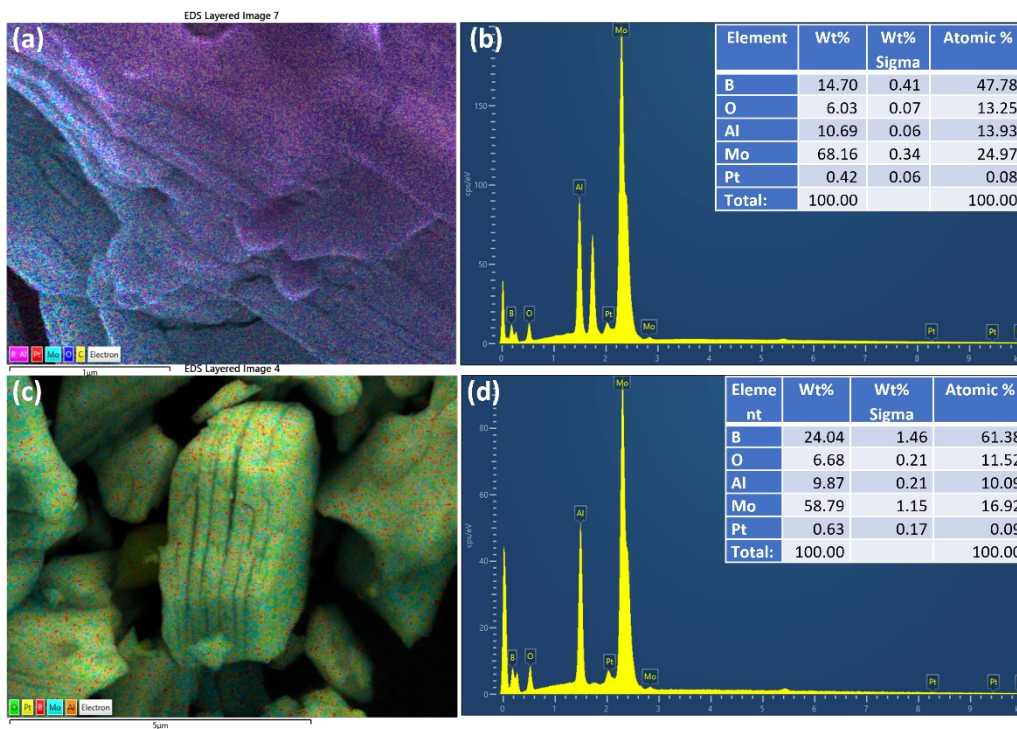 EDS Layered Image 7
(a)
B, Al Pt Mo O C Electron
1µm
(b)
cps/eV
150
100
50
0
B O Al Pt Mo Mo Pt Pt
0 1 2 3 4 5 6 7 8 9
Element Wt% Wt% Sigma Atomic %
B 14.70 0.41 47.78
O 6.03 0.07 13.25
Al 10.69 0.06 13.93
Mo 68.16 0.34 24.97
Pt 0.42 0.06 0.08
Total: 100.00 100.00
EDS Layered Image 4
(c)
O Pt B Mo Al Electron
5µm
(d)
cps/eV
80
60
40
20
0
B O Al Pt Mo Mo Pt Pt
0 1 2 3 4 5 6 7 8 9
Eleme
nt Wt% Wt% Sigma Atomic %
B 24.04 1.46 61.38
O 6.68 0.21 11.52
Al 9.87 0.21 10.09
Mo 58.79 1.15 16.92
Pt 0.63 0.17 0.09
Total: 100.00 100.00